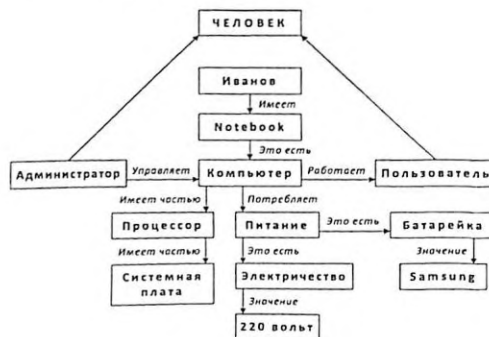 ЧЕЛОВЕК
Иванов
Имеет
Notebook
Это есть
Администратор
Управляет
Компьютер
Работает
Пользователь
Имеет частью
Потребляет
Процессор
Питание
Это есть
Батарейка
Имеет частью
Это есть
Значение
Системная
плата
Электричество
Samsung
Значение
220 вольт